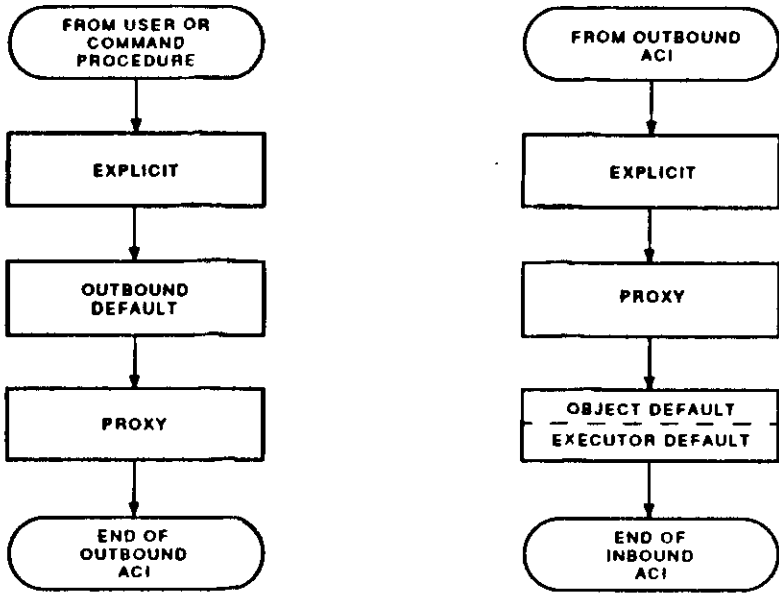 FROM USER OR
COMMAND
PROCEDURE
EXPLICIT
OUTBOUND
DEFAULT
PROXY
END OF
OUTBOUND
ACI
FROM OUTBOUND
ACI
EXPLICIT
PROXY
OBJECT DEFAULT
EXECUTOR DEFAULT
END OF
INBOUND
ACI